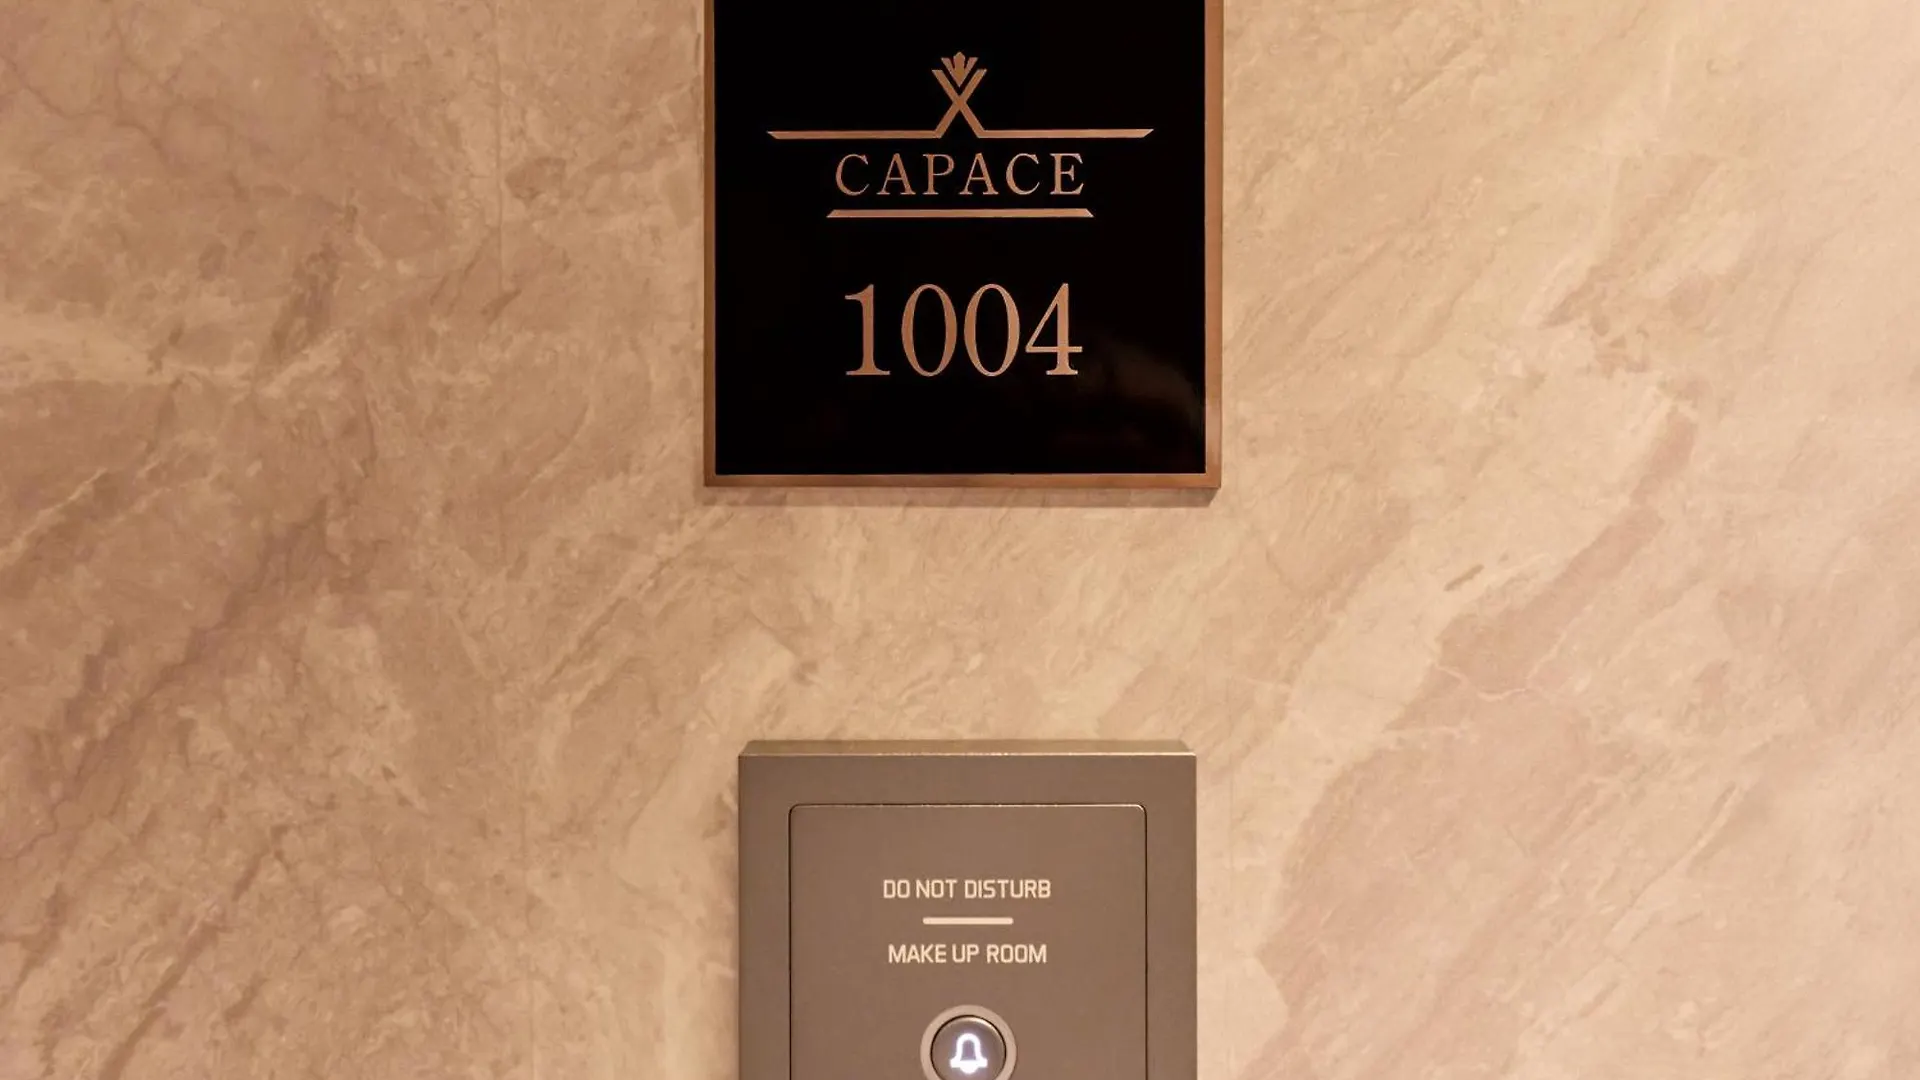 CAPACE
1004
DO NOT DISTURB
MAKE UP ROOM